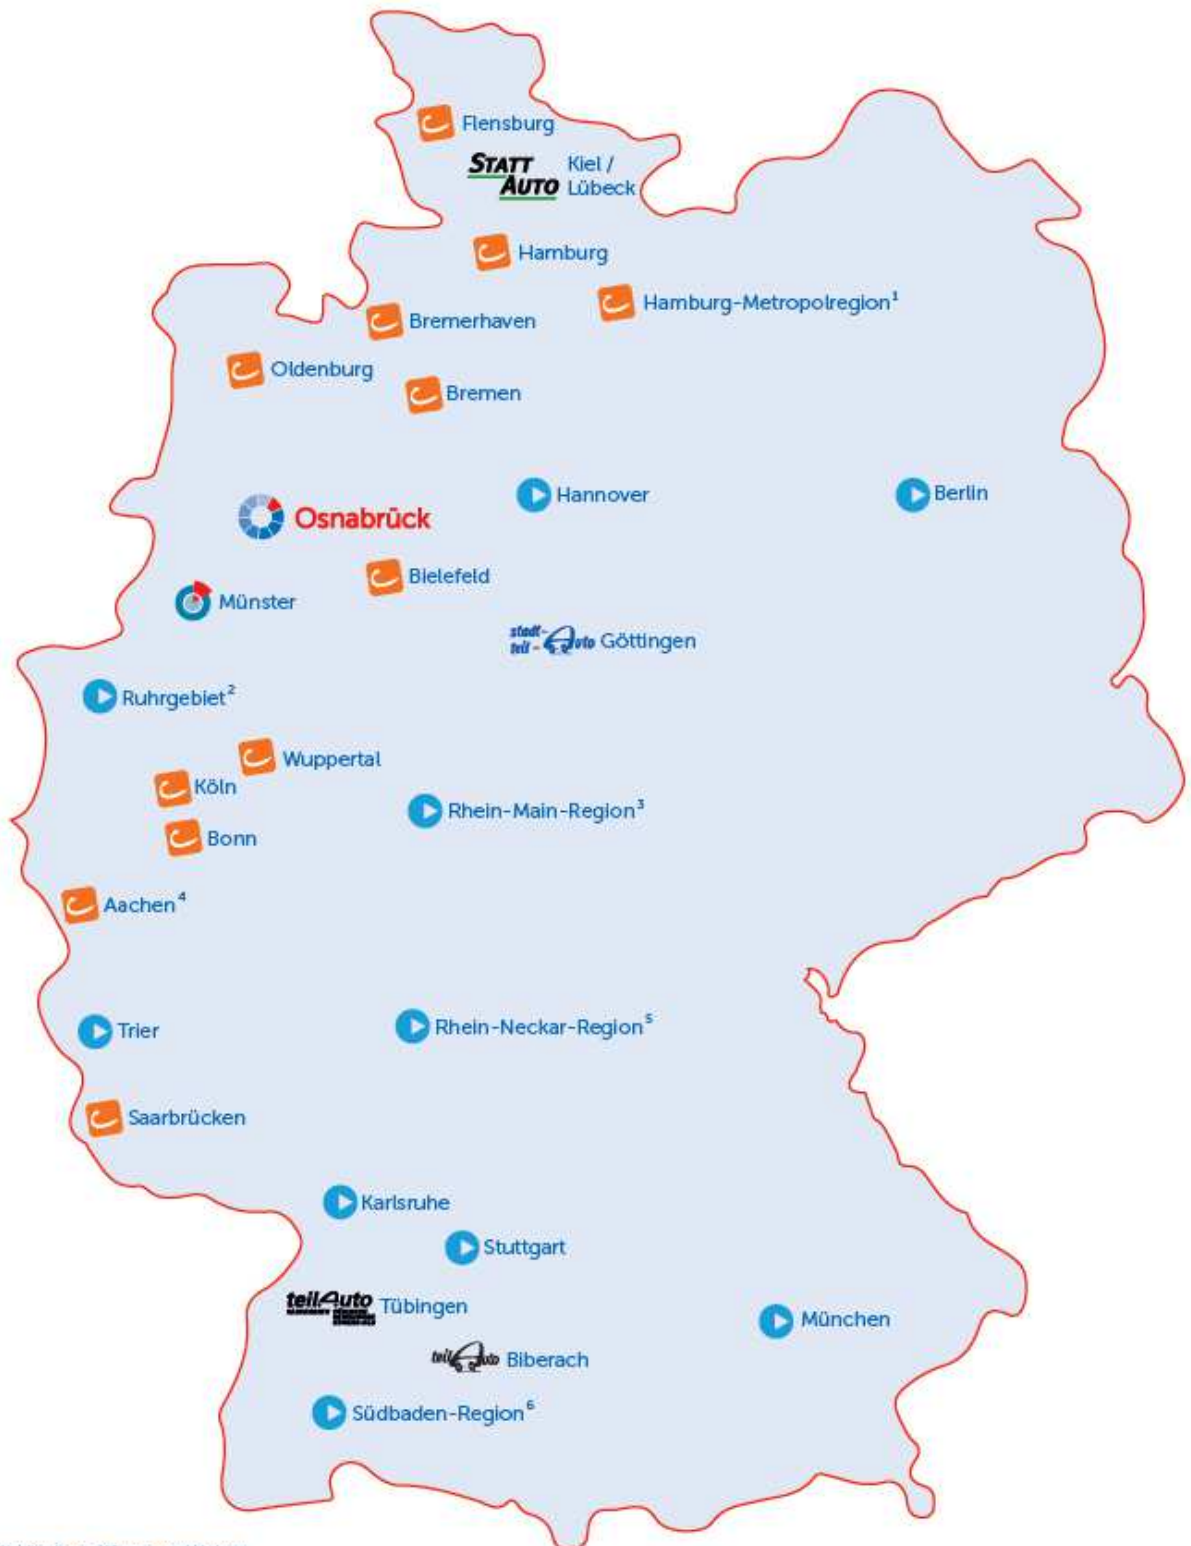 Flensburg
STATT AUTO Kiel / Lübeck
Hamburg
Hamburg-Metropolregion¹
Bremerhaven
Oldenburg
Bremen
Hannover
Berlin
Osnabrück
Bielefeld
Münster
stadt-teil-Auto Göttingen
Ruhrgebiet²
Wuppertal
Köln
Rhein-Main-Region³
Bonn
Aachen⁴
Trier
Rhein-Neckar-Region⁵
Saarbrücken
Karlsruhe
Stuttgart
teilAuto Tübingen
München
teilAuto Biberach
Südbaden-Region⁶